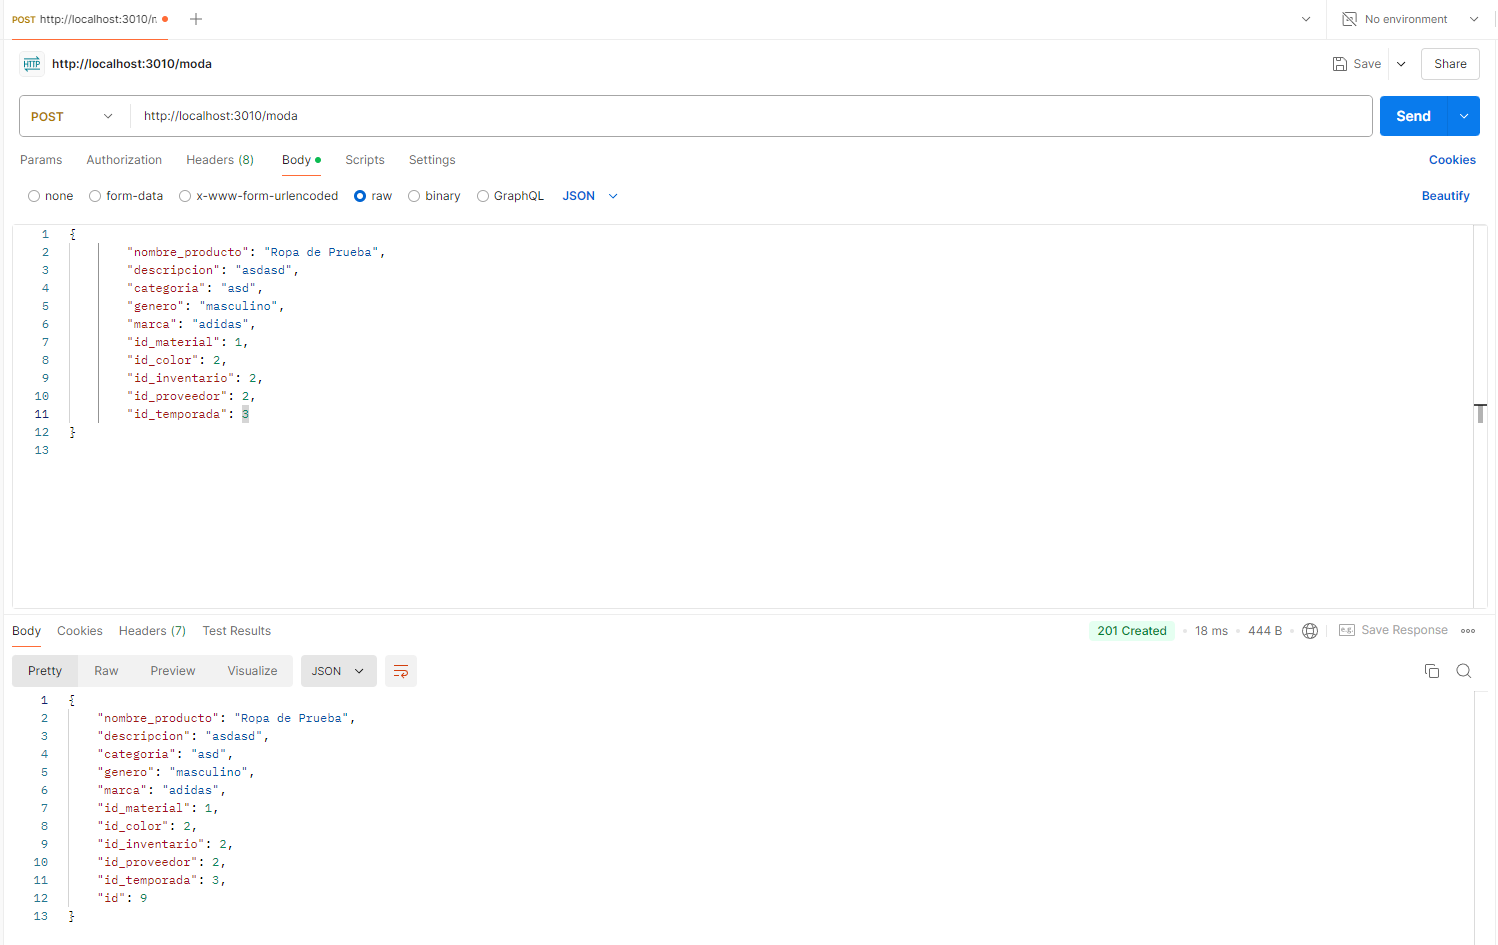 POST http://localhost:3010/r
No environment
HTTP http://localhost:3010/moda
Save
Share
POST
http://localhost:3010/moda
Send
Params Authorization Headers (8) Body Scripts Settings
Cookies
none form-data x-www-form-urlencoded raw binary GraphQL JSON
Beautify
1 {
2 "nombre_producto": "Ropa de Prueba",
3 "descripcion": "asdasd",
4 "categoria": "asd",
5 "genero": "masculino",
6 "marca": "adidas",
7 "id_material": 1,
8 "id_color": 2,
9 "id_inventario": 2,
10 "id_proveedor": 2,
11 "id_temporada": 3
12 }
13
Body Cookies Headers (7) Test Results
201 Created 18 ms 444 B e.g. Save Response
Pretty Raw Preview Visualize JSON
1 {
2 "nombre_producto": "Ropa de Prueba",
3 "descripcion": "asdasd",
4 "categoria": "asd",
5 "genero": "masculino",
6 "marca": "adidas",
7 "id_material": 1,
8 "id_color": 2,
9 "id_inventario": 2,
10 "id_proveedor": 2,
11 "id_temporada": 3,
12 "id": 9
13 }